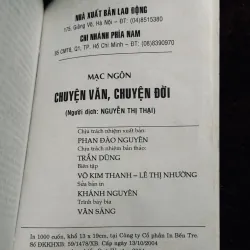 NHÀ XUẤT BẢN LAO ĐỘNG
175, Giảng Võ, Hà Nội - ĐT: (04)8515380
CHI NHÁNH PHÍA NAM
85 CMT8, Q1, TP. Hồ Chí Minh - ĐT: (08)8390970
MẠC NGÔN
CHUYỆN VĂN, CHUYỆN ĐỜI
(Người dịch: NGUYỄN THỊ THẠI)
Chịu trách nhiệm xuất bản:
PHAN ĐÀO NGUYÊN
Chịu trách nhiệm bản thảo:
TRẦN DŨNG
Biên tập
VÕ KIM THANH – LÊ THỊ NHƯỜNG
Sửa bản in
KHÁNH NGUYÊN
Trình bày bìa
VĂN SÁNG
In 1000 cuốn, khổ 13 x 19cm, tại Công ty Cổ phần In Bến Tre.
Số ĐKKHXB: 59/1478/XB. Cấp ngày 13/10/2004